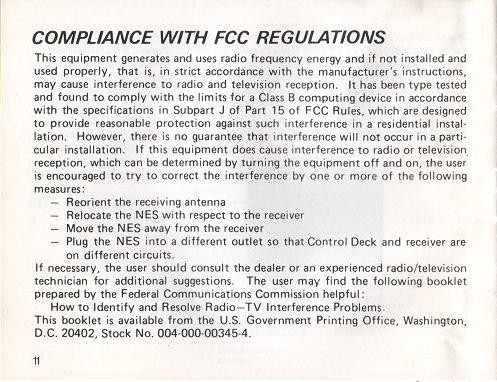 COMPLIANCE WITH FCC REGULATIONS
This equipment generates and uses radio frequency energy and if not installed and
used properly, that is, in strict accordance with the manufacturer's instructions,
may cause interference to radio and television reception. It has been type tested
and found to comply with the limits for a Class B computing device in accordance
with the specifications in Subpart J of Part 15 of FCC Rules, which are designed
to provide reasonable protection against such interference in a residential instal-
lation. However, there is no guarantee that interference will not occur in a parti-
cular installation. If this equipment does cause interference to radio or television
reception, which can be determined by turning the equipment off and on, the user
is encouraged to try to correct the interference by one or more of the following
measures:
— Reorient the receiving antenna
— Relocate the NES with respect to the receiver
— Move the NES away from the receiver
— Plug the NES into a different outlet so that Control Deck and receiver are
on different circuits.
If necessary, the user should consult the dealer or an experienced radio/television
technician for additional suggestions. The user may find the following booklet
prepared by the Federal Communications Commission helpful:
How to Identify and Resolve Radio—TV Interference Problems.
This booklet is available from the U.S. Government Printing Office, Washington,
D.C. 20402, Stock No. 004-000-00345-4.
11